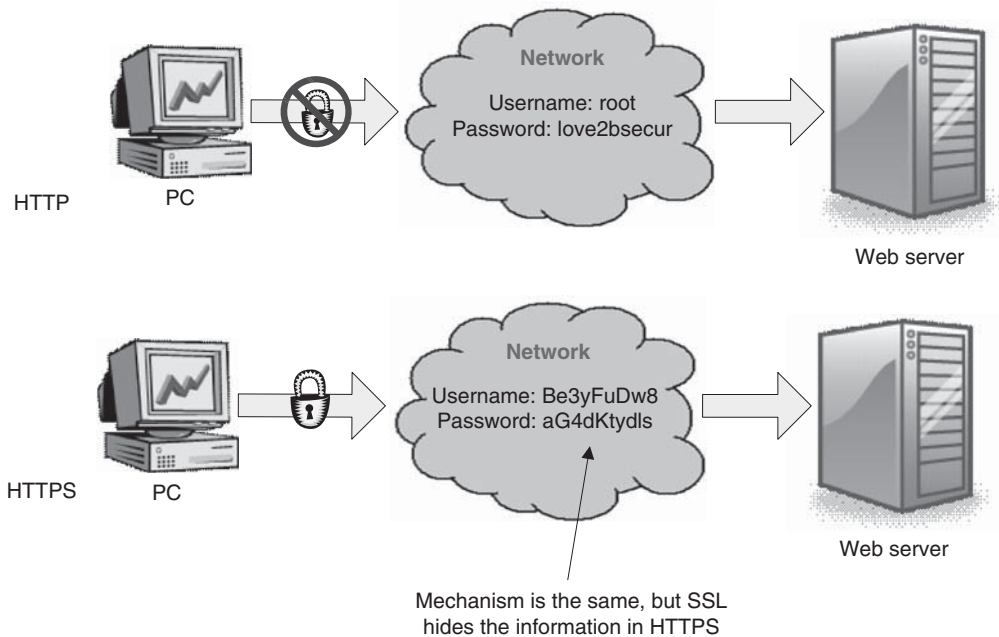 Network
Username: root
Password: love2bsecur
HTTP
PC
Web server
Network
Username: Be3yFuDw8
Password: aG4dKtydls
HTTPS
PC
Web server
Mechanism is the same, but SSL
hides the information in HTTPS